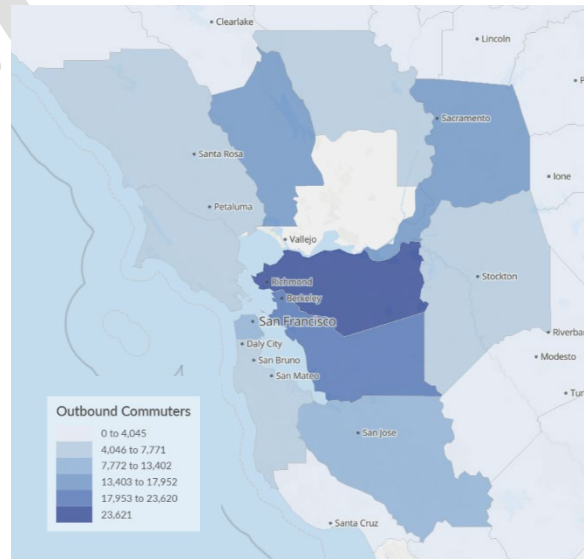 Clearlake
Lincoln
Sacramento
Santa Rosa
Ione
Petaluma
Vallejo
Richmond
Stockton
Berkeley
San Francisco
Riverba
Daly City
Modesto
San Bruno
San Mateo
Tur
San Jose
Santa Cruz
Outbound Commuters
0 to 4,045
4,046 to 7,771
7,772 to 13,402
13,403 to 17,952
17,953 to 23,620
23,621